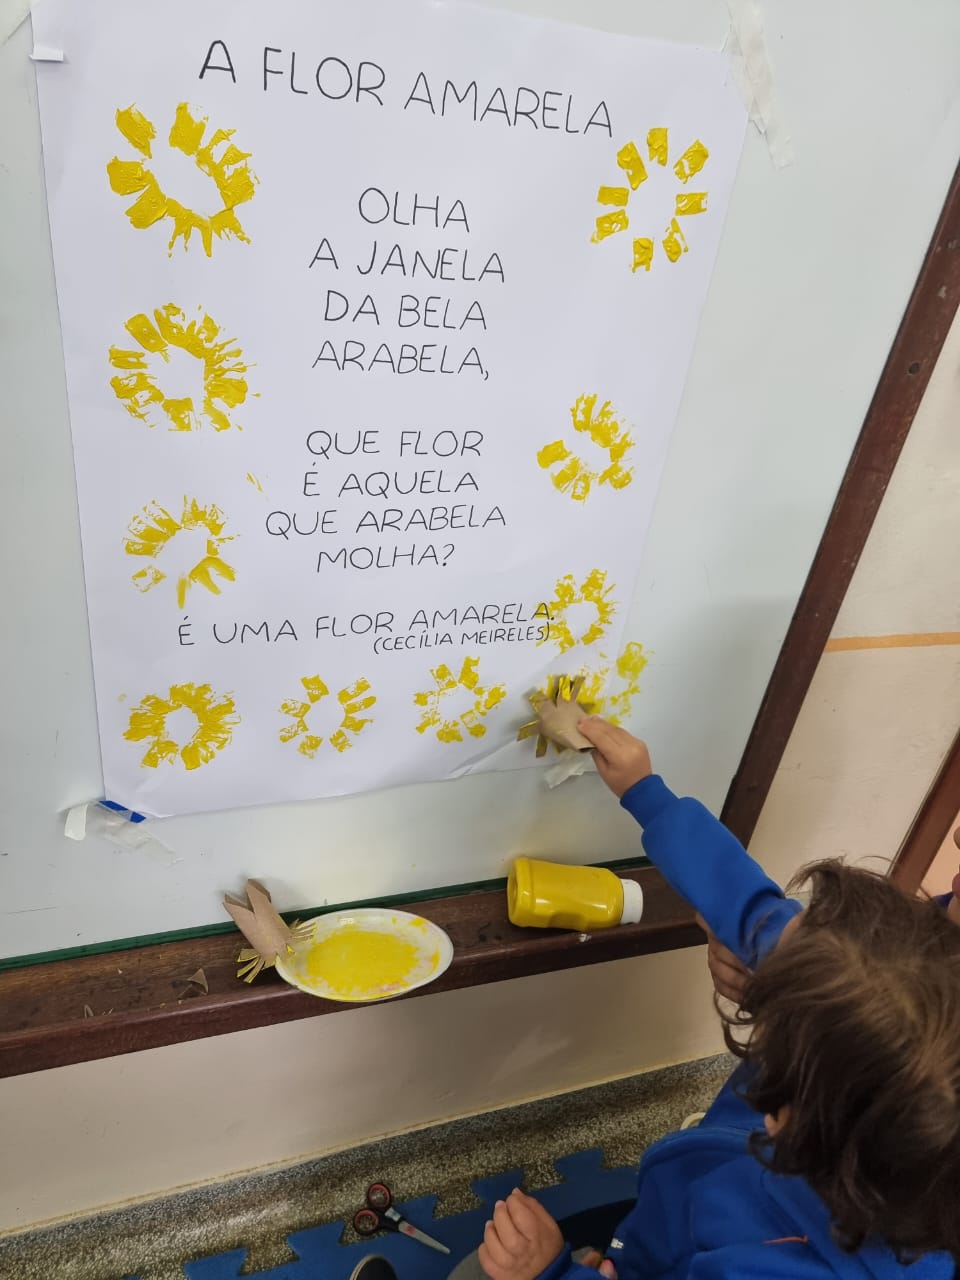 A FLOR AMARELA
OLHA
A JANELA
DA BELA
ARABELA,
QUE FLOR
É AQUELA
QUE ARABELA
MOLHA?
É UMA FLOR AMARELA.
(CECÍLIA MEIRELES)